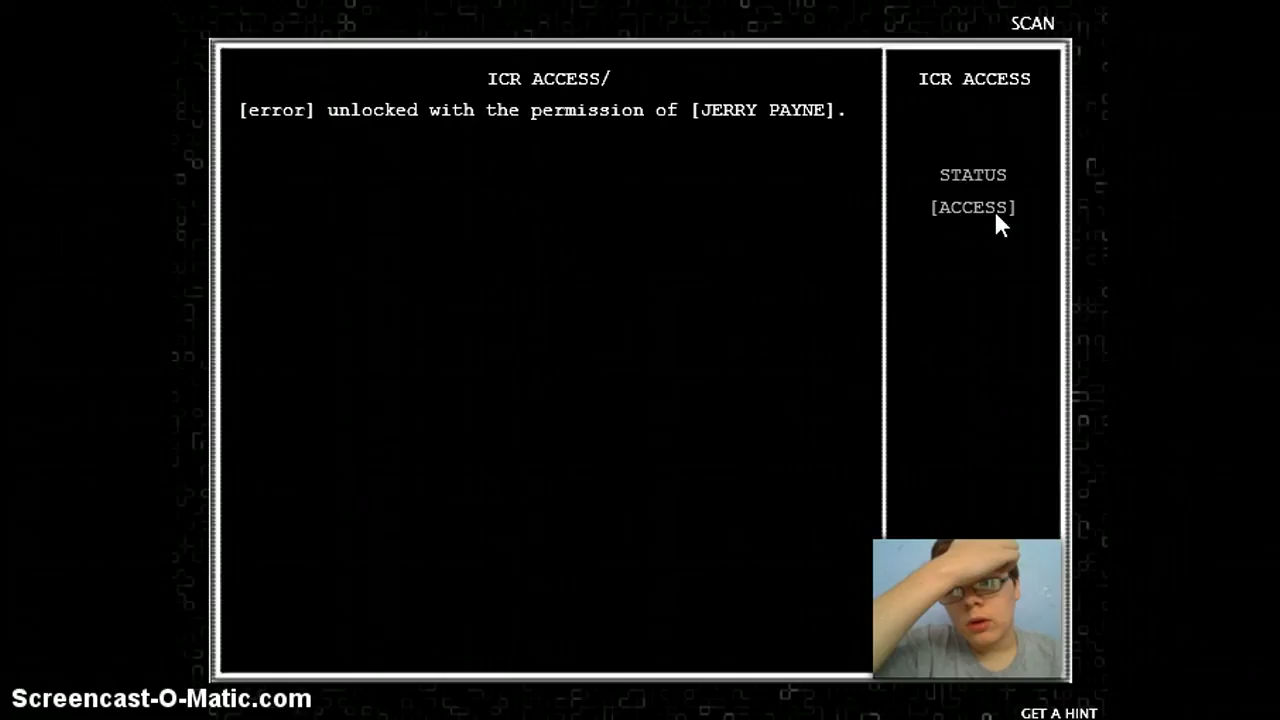 SCAN
ICR ACCESS/
[error] unlocked with the permission of [JERRY PAYNE].
ICR ACCESS
STATUS
[ACCESS]
Screencast-O-Matic.com
GET A HINT